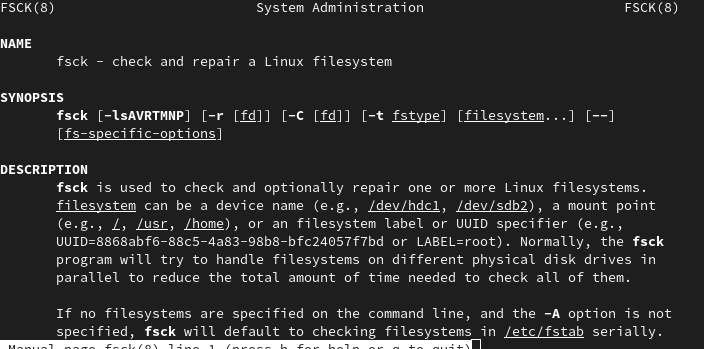 FSCK(8) System Administration FSCK(8)
NAME
fsck - check and repair a Linux filesystem
SYNOPSIS
fsck [-lsAVRTMNP] [-r [fd]] [-C [fd]] [-t fstype] [filesystem...] [--]
[fs-specific-options]
DESCRIPTION
fsck is used to check and optionally repair one or more Linux filesystems.
filesystem can be a device name (e.g., /dev/hdc1, /dev/sdb2), a mount point
(e.g., /, /usr, /home), or an filesystem label or UUID specifier (e.g.,
UUID=8868abf6-88c5-4a83-98b8-bfc24057f7bd or LABEL=root). Normally, the fsck
program will try to handle filesystems on different physical disk drives in
parallel to reduce the total amount of time needed to check all of them.
If no filesystems are specified on the command line, and the -A option is not
specified, fsck will default to checking filesystems in /etc/fstab serially.
Manual page fsck(8) line 1 (press h for help or q to quit)